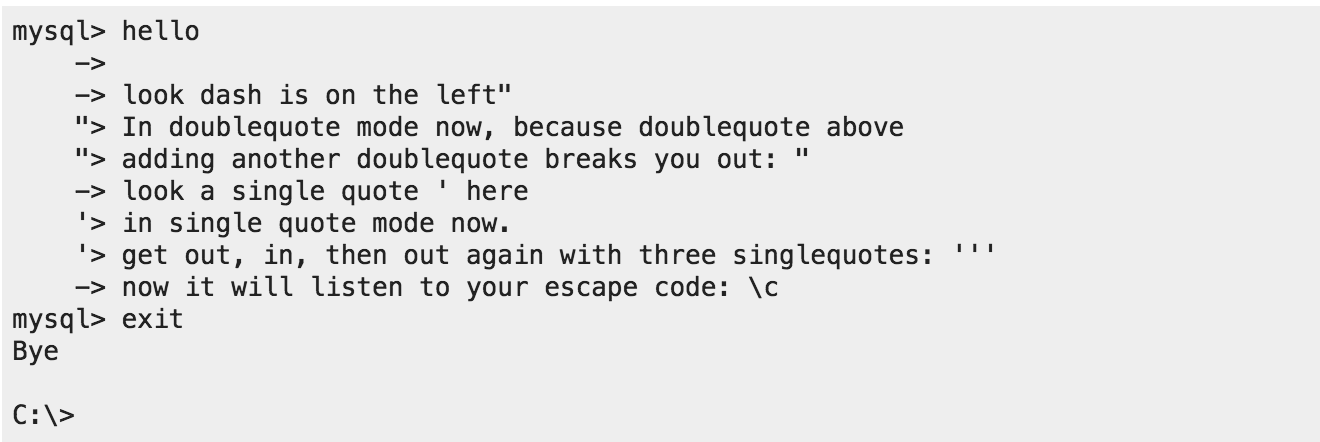 mysql> hello
    ->
    -> look dash is on the left"
    "> In doublequote mode now, because doublequote above
    "> adding another doublequote breaks you out: "
    -> look a single quote ' here
    '> in single quote mode now.
    '> get out, in, then out again with three singlequotes: '''
    -> now it will listen to your escape code: \c
mysql> exit
Bye

C:\>